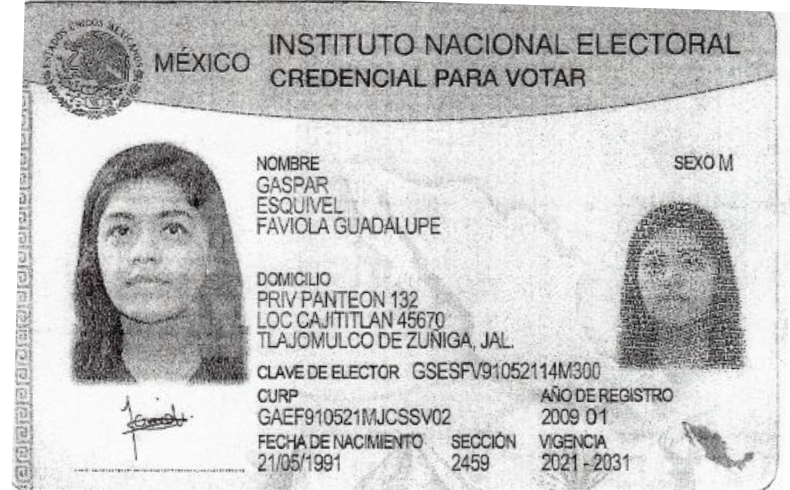 ESTADOS UNIDOS MEXICANOS
MÉXICO
INSTITUTO NACIONAL ELECTORAL
CREDENCIAL PARA VOTAR
NOMBRE
GASPAR
ESQUIVEL
FAVIOLA GUADALUPE
SEXO M
DOMICILIO
PRIV PANTEON 132
LOC CAJITITLAN 45670
TLAJOMULCO DE ZUÑIGA, JAL.
CLAVE DE ELECTOR GSESFV91052114M300
CURP
GAEF910521MJCSSV02
AÑO DE REGISTRO
2009 01
FECHA DE NACIMIENTO
21/05/1991
SECCIÓN
2459
VIGENCIA
2021 - 2031